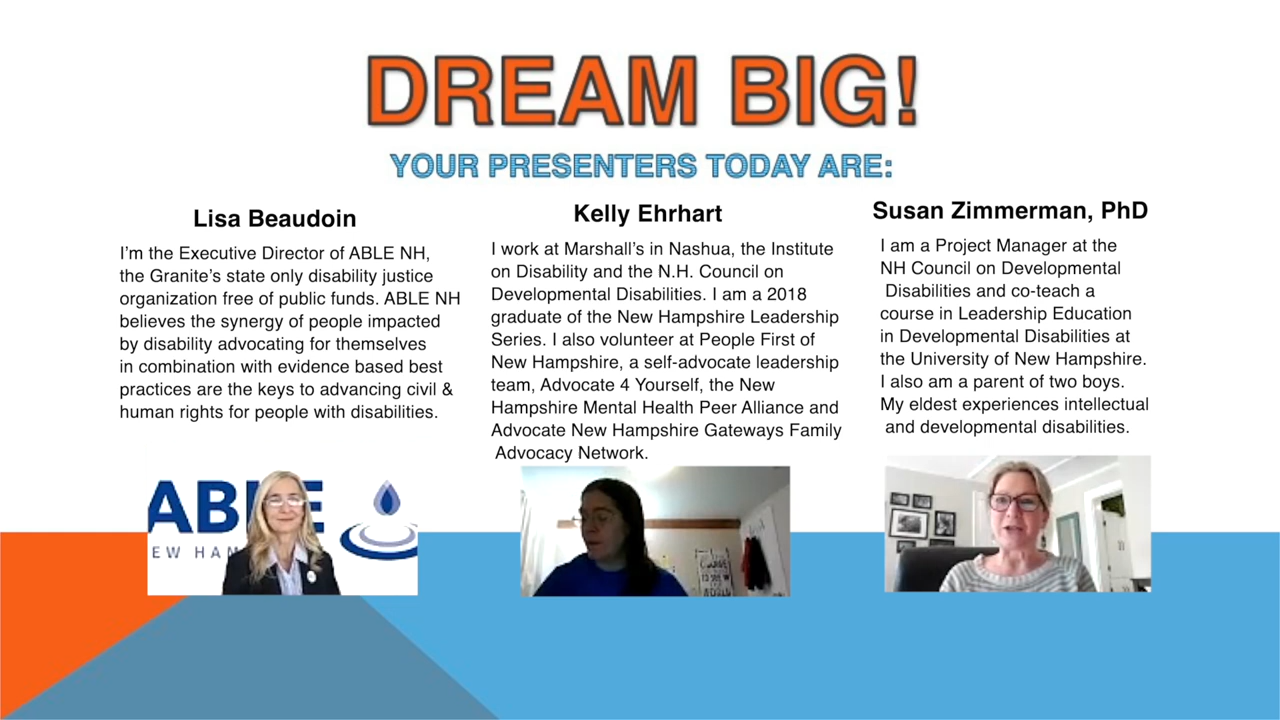 DREAM BIG!
YOUR PRESENTERS TODAY ARE:
Lisa Beaudoin
I'm the Executive Director of ABLE NH,
the Granite's state only disability justice
organization free of public funds. ABLE NH
believes the synergy of people impacted
by disability advocating for themselves
in combination with evidence based best
practices are the keys to advancing civil &
human rights for people with disabilities.
Kelly Ehrhart
I work at Marshall's in Nashua, the Institute
on Disability and the N.H. Council on
Developmental Disabilities. I am a 2018
graduate of the New Hampshire Leadership
Series. I also volunteer at People First of
New Hampshire, a self-advocate leadership
team, Advocate 4 Yourself, the New
Hampshire Mental Health Peer Alliance and
Advocate New Hampshire Gateways Family
Advocacy Network.
Susan Zimmerman, PhD
I am a Project Manager at the
NH Council on Developmental
Disabilities and co-teach a
course in Leadership Education
in Developmental Disabilities at
the University of New Hampshire.
I also am a parent of two boys.
My eldest experiences intellectual
and developmental disabilities.
ABLE
EW HAM